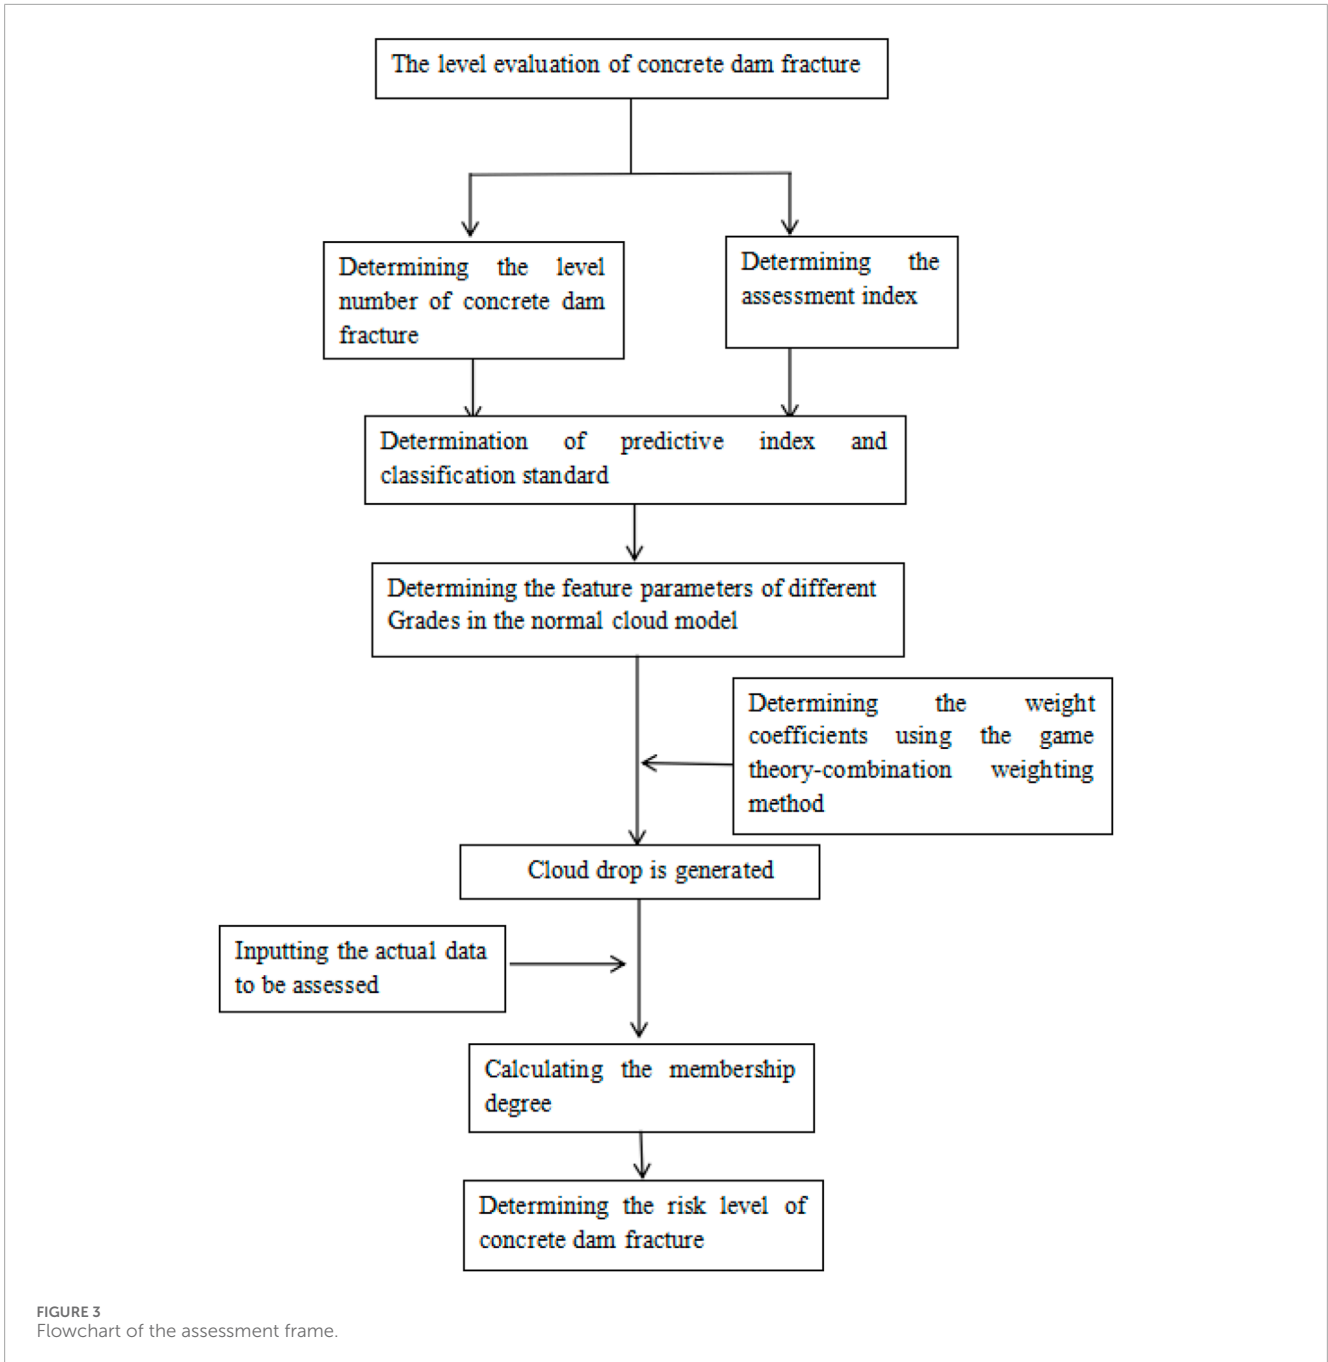 The level evaluation of concrete dam fracture
Determining the level
number of concrete dam
fracture
Determining the
assessment index
Determination of predictive index and
classification standard
Determining the feature parameters of different
Grades in the normal cloud model
Determining the weight
coefficients using the game
theory-combination weighting
method
Cloud drop is generated
Inputting the actual data
to be assessed
Calculating the membership
degree
Determining the risk level of
concrete dam fracture
FIGURE 3
Flowchart of the assessment frame.